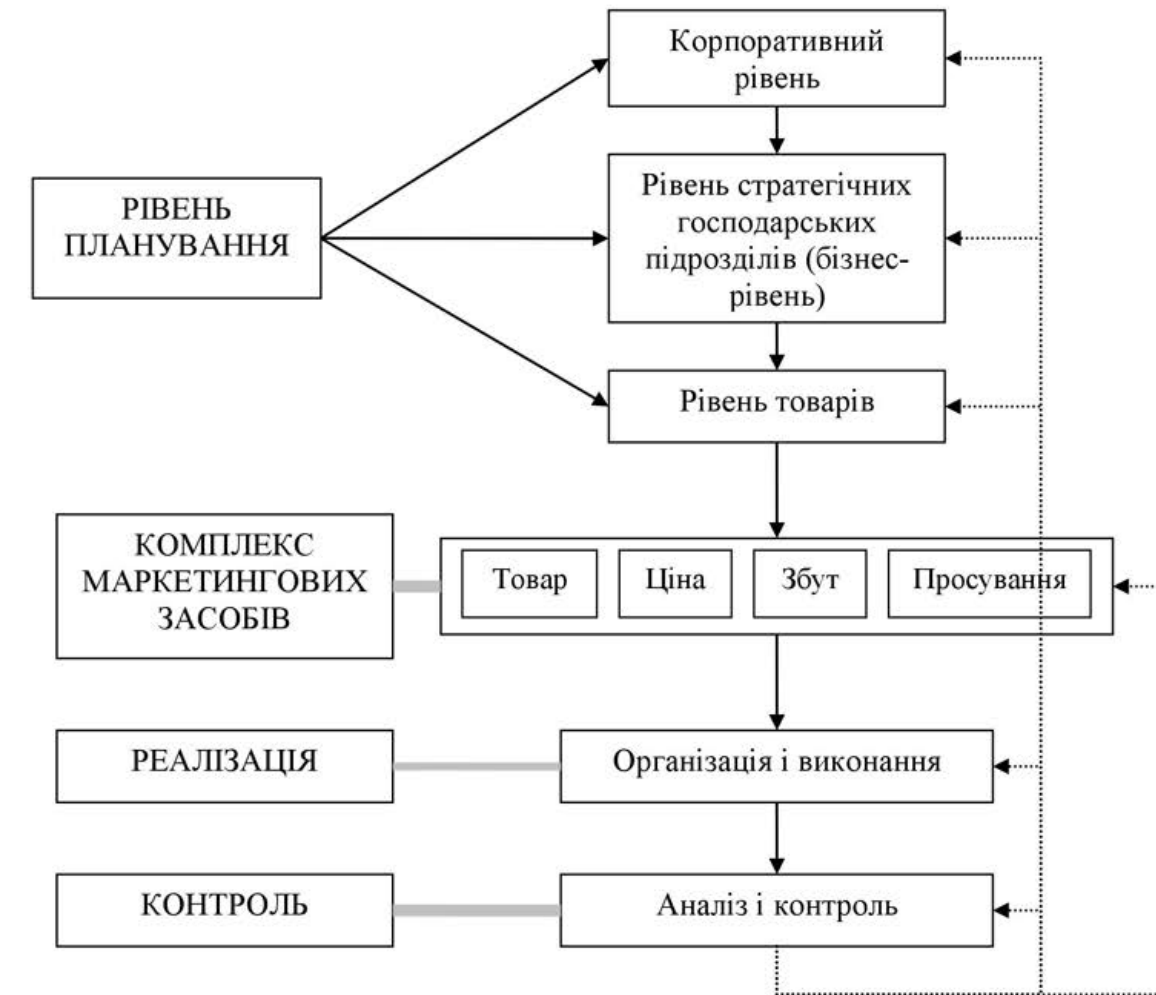 Корпоративний
рівень
РІВЕНЬ
ПЛАНУВАННЯ
Рівень стратегічних
господарських
підрозділів (бізнес-
рівень)
Рівень товарів
КОМПЛЕКС
МАРКЕТИНГОВИХ
ЗАСОБІВ
Товар
Ціна
Збут
Просування
РЕАЛІЗАЦІЯ
Організація і виконання
КОНТРОЛЬ
Аналіз і контроль